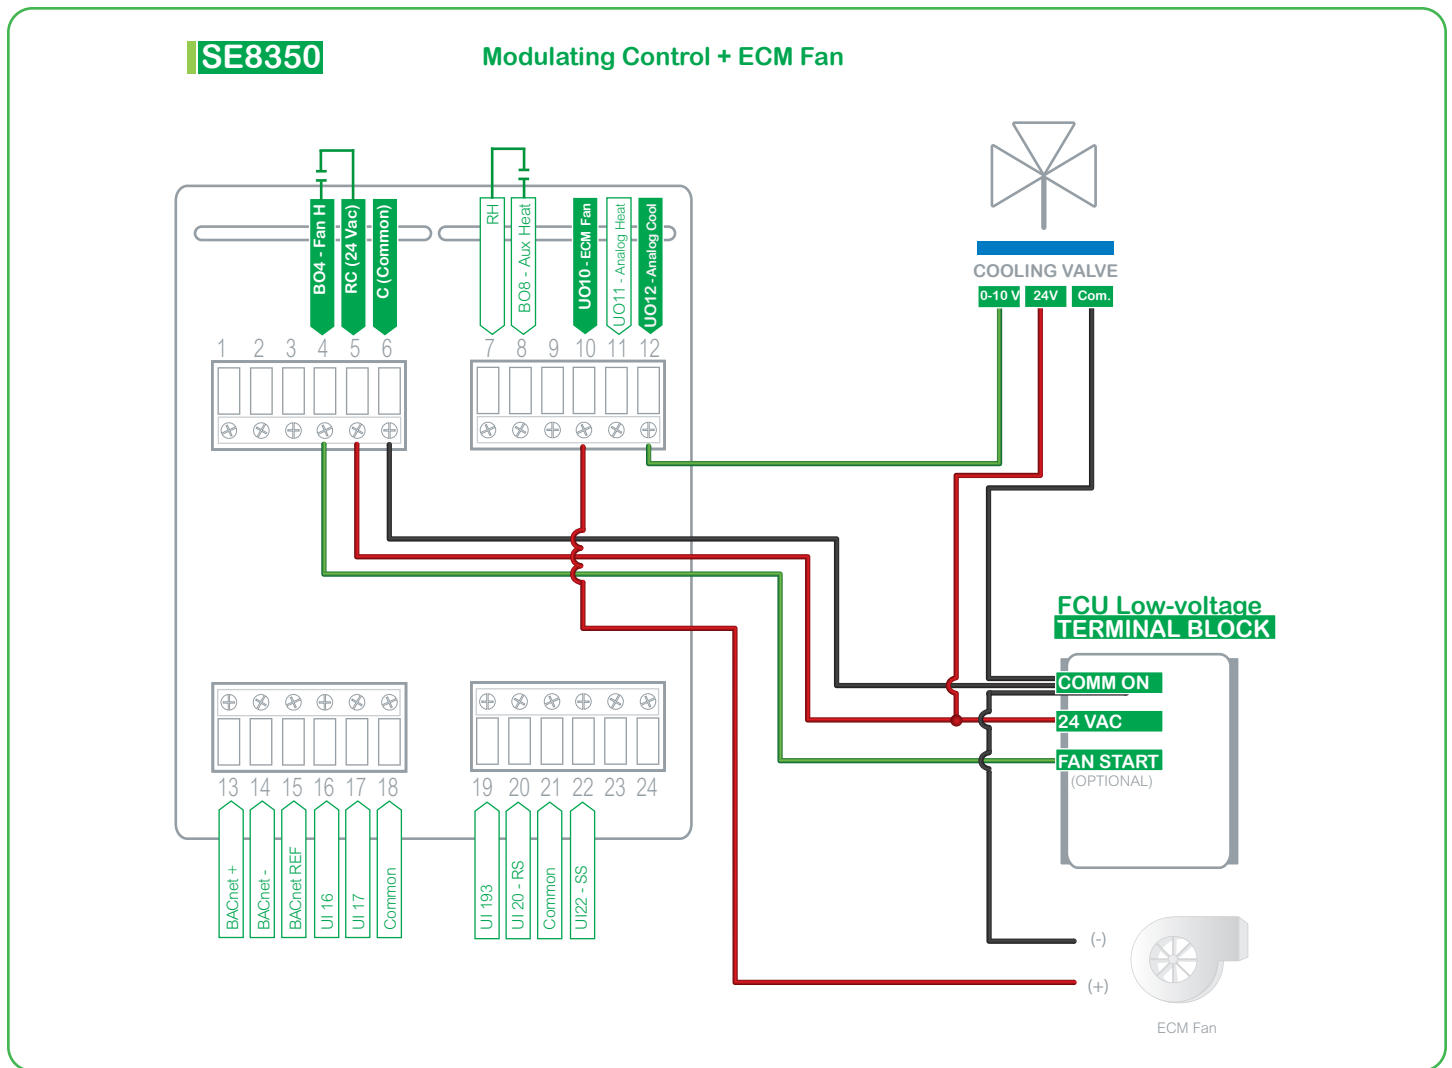 SE8350
Modulating Control + ECM Fan
BO4 - Fan H
RC (24 Vac)
C (Common)
RH
BO8 - Aux Heat
UO10 - ECM Fan
UO11 - Analog Heat
UO12 - Analog Cool
1 2 3 4 5 6
7 8 9 10 11 12
COOLING VALVE
0-10 V 24V Com.
FCU Low-voltage
TERMINAL BLOCK
COMM ON
24 VAC
FAN START
(OPTIONAL)
13 14 15 16 17 18
19 20 21 22 23 24
BACnet +
BACnet -
BACnet REF
UI 16
UI 17
Common
UI 193
UI 20 - RS
Common
UI22 - SS
(-)
(+)
ECM Fan